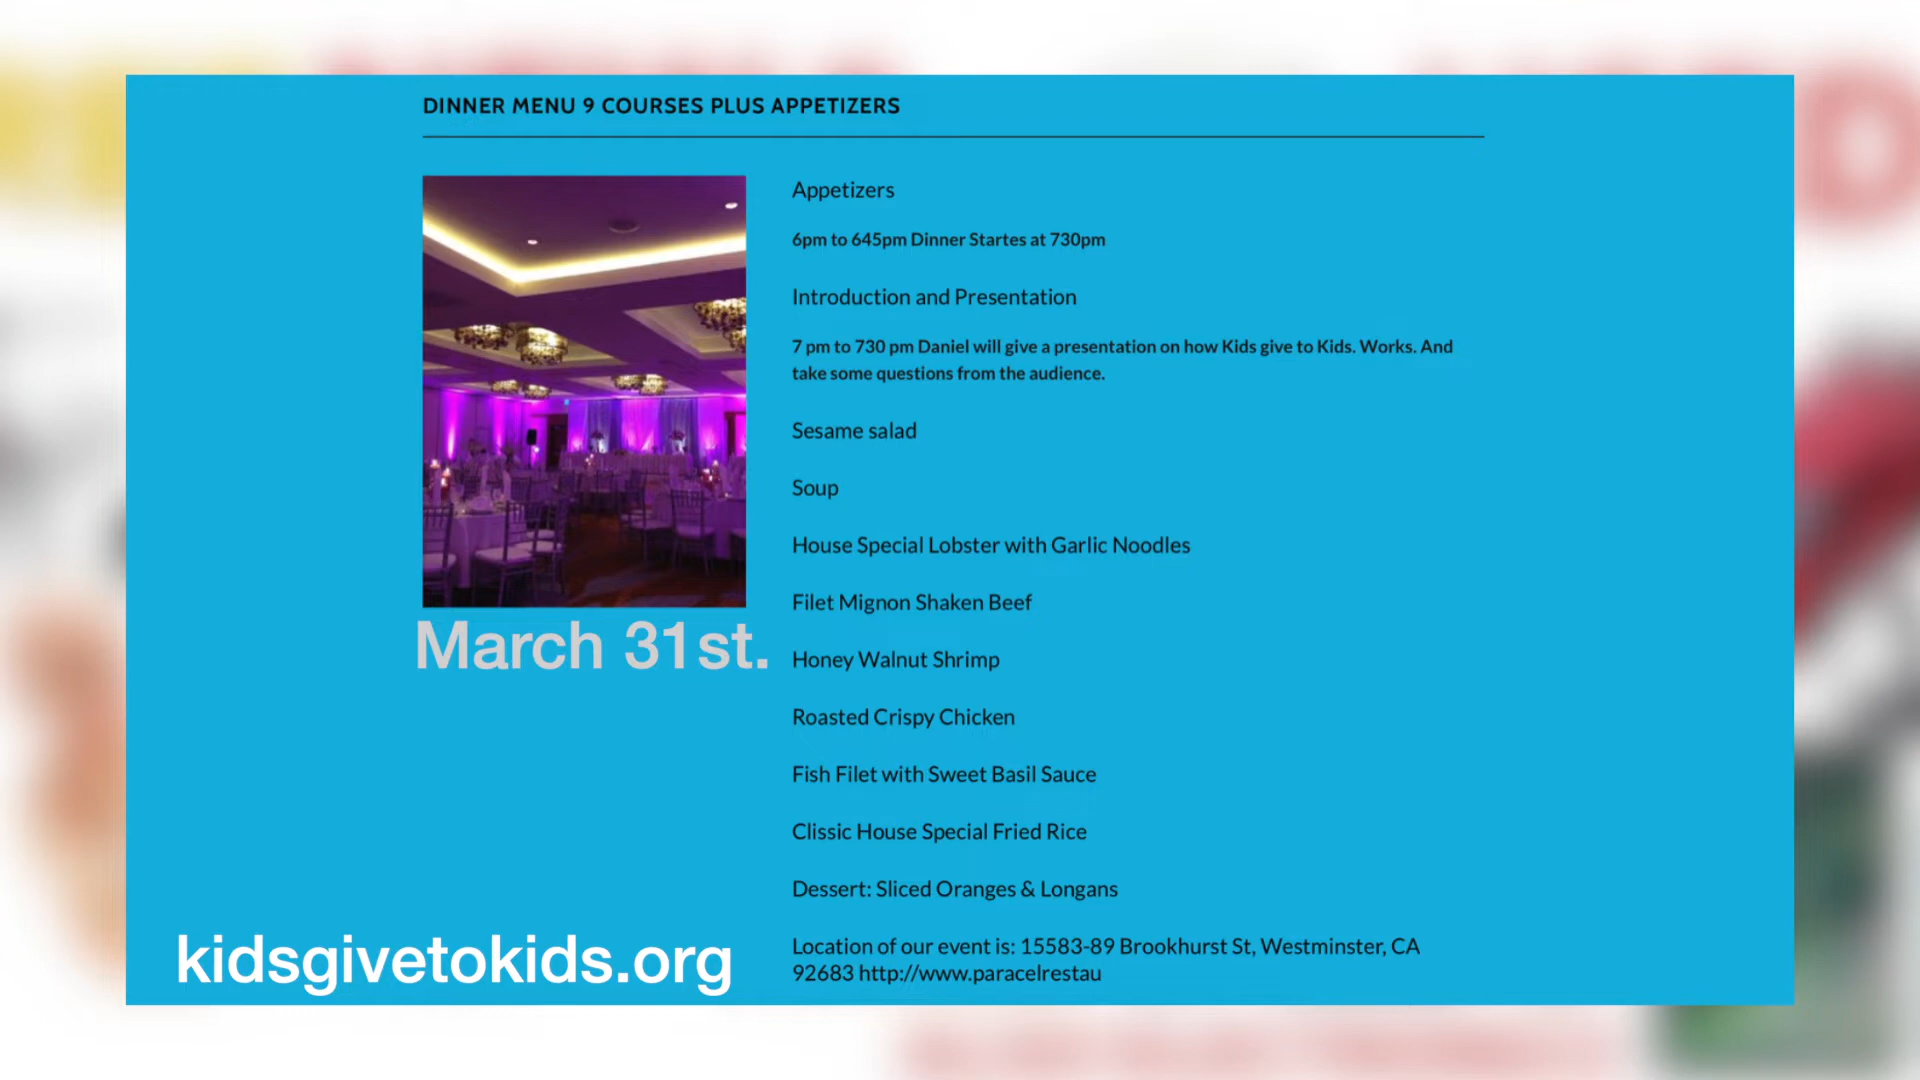 DINNER MENU 9 COURSES PLUS APPETIZERS
Appetizers
6pm to 645pm Dinner Startes at 730pm
Introduction and Presentation
7 pm to 730 pm Daniel will give a presentation on how Kids give to Kids. Works. And
take some questions from the audience.
Sesame salad
Soup
House Special Lobster with Garlic Noodles
Filet Mignon Shaken Beef
March 31st.
Honey Walnut Shrimp
Roasted Crispy Chicken
Fish Filet with Sweet Basil Sauce
Clissic House Special Fried Rice
Dessert: Sliced Oranges & Longans
Location of our event is: 15583-89 Brookhurst St, Westminster, CA
92683 http://www.paracelrestau
kidsgivetokids.org